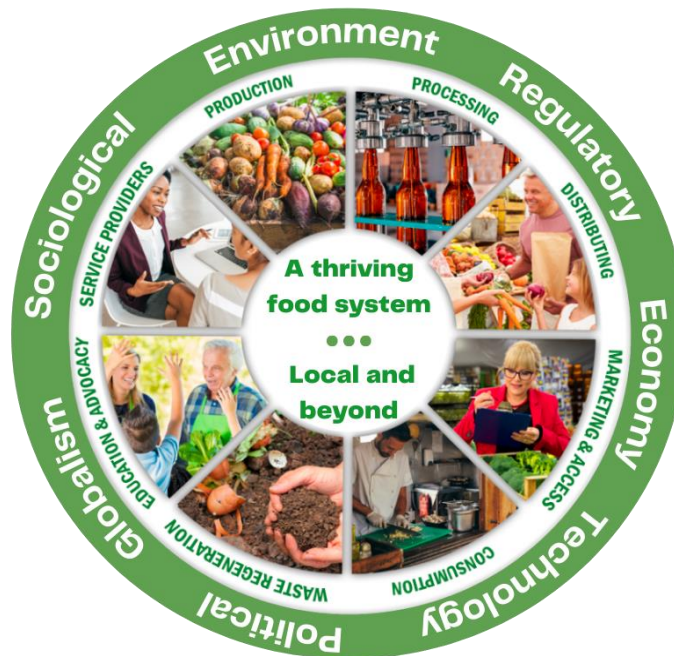 Environment
Regulatory
Economy
Technology
Political
Globalism
Sociological
PRODUCTION
PROCESSING
DISTRIBUTING
MARKETING & ACCESS
CONSUMPTION
WASTE REGENERATION
EDUCATION & ADVOCACY
SERVICE PROVIDERS
A thriving
food system
Local and
beyond